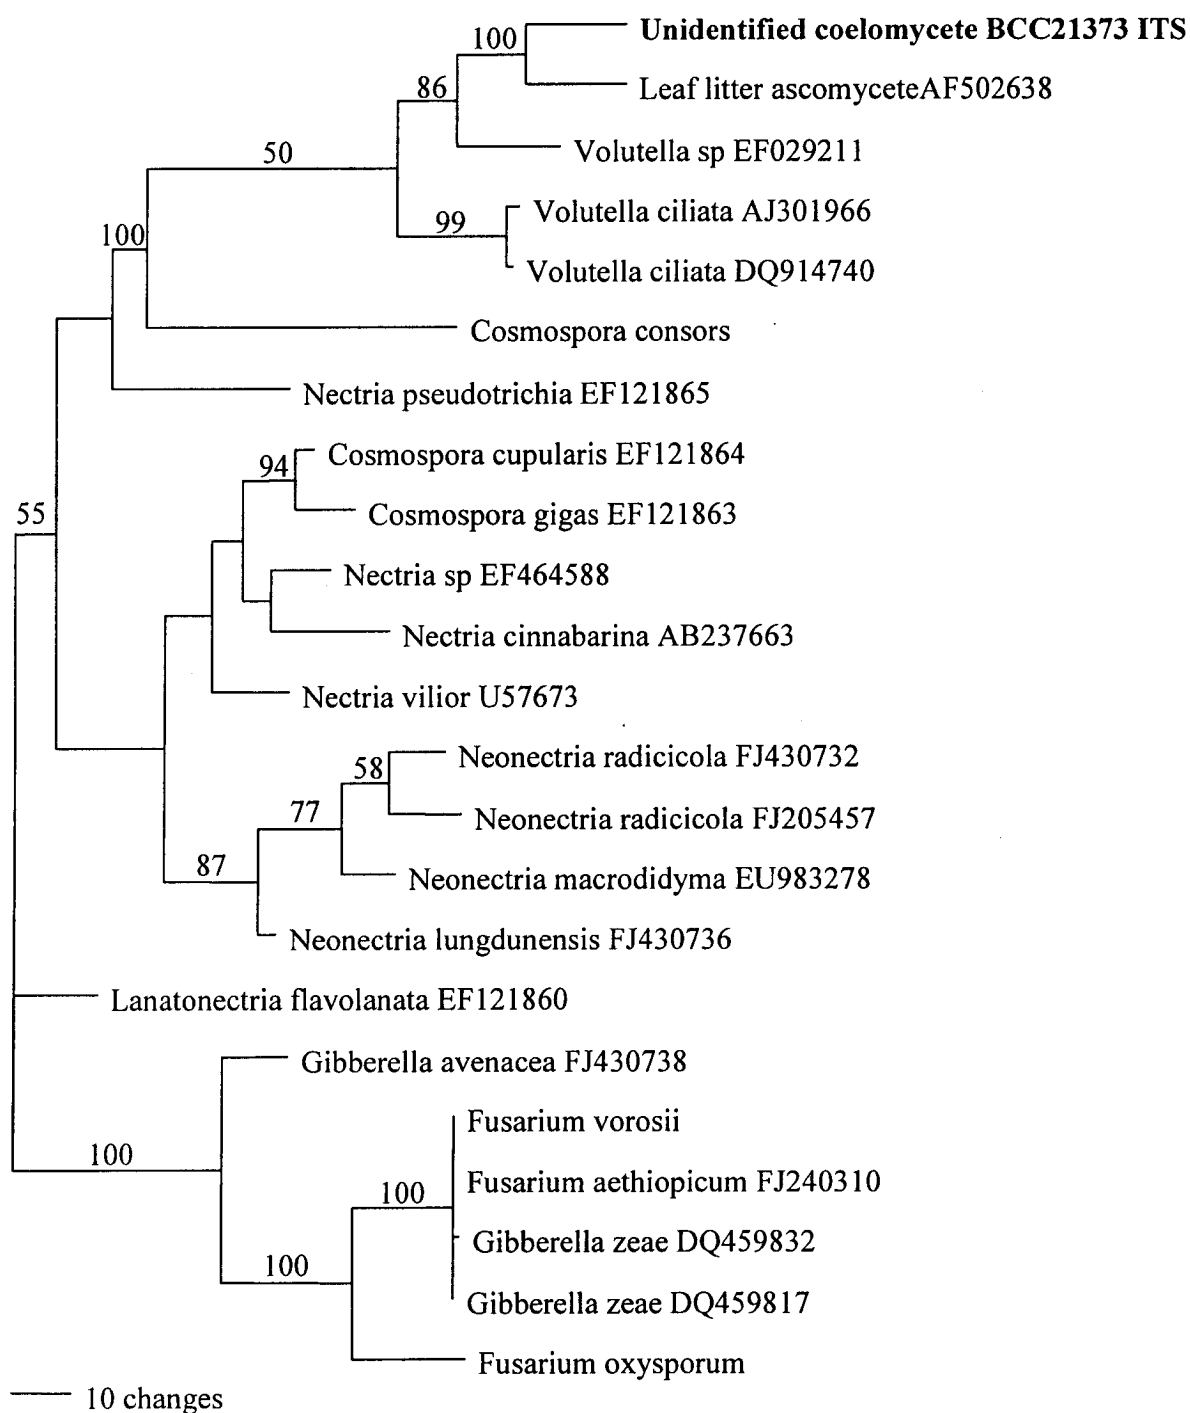 100 Unidentified coelomycete BCC21373 ITS
Leaf litter ascomyceteAF502638
86
Volutella sp EF029211
50
Volutella ciliata AJ301966
99
100
Volutella ciliata DQ914740
Cosmospora consors
Nectria pseudotrichia EF121865
Cosmospora cupularis EF121864
94
Cosmospora gigas EF121863
55
Nectria sp EF464588
Nectria cinnabarina AB237663
Nectria vilior U57673
Neonectria radicicola FJ430732
58
77
Neonectria radicicola FJ205457
87
Neonectria macrodidyma EU983278
Neonectria lungdunensis FJ430736
Lanatonectria flavolanata EF121860
Gibberella avenacea FJ430738
Fusarium vorosii
100
Fusarium aethiopicum FJ240310
100
Gibberella zeae DQ459832
100
Gibberella zeae DQ459817
Fusarium oxysporum
10 changes